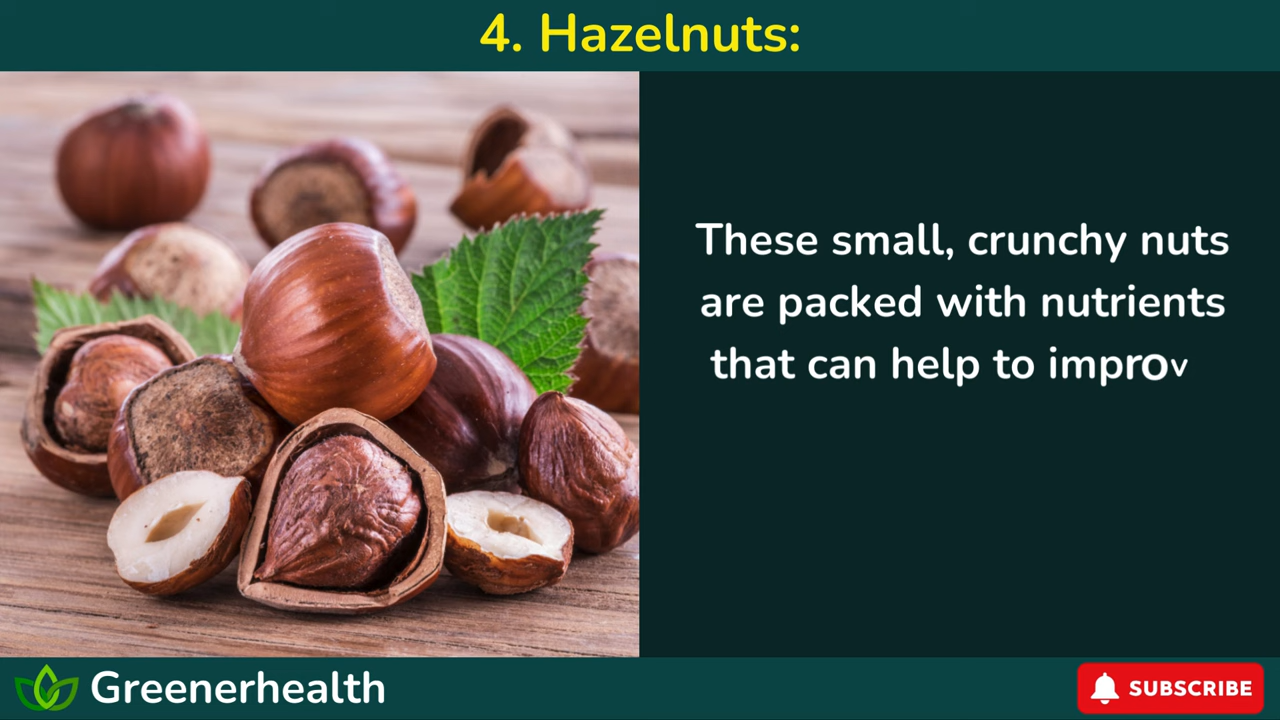 4. Hazelnuts:
These small, crunchy nuts
are packed with nutrients
that can help to improv
Greenerhealth
SUBSCRIBE